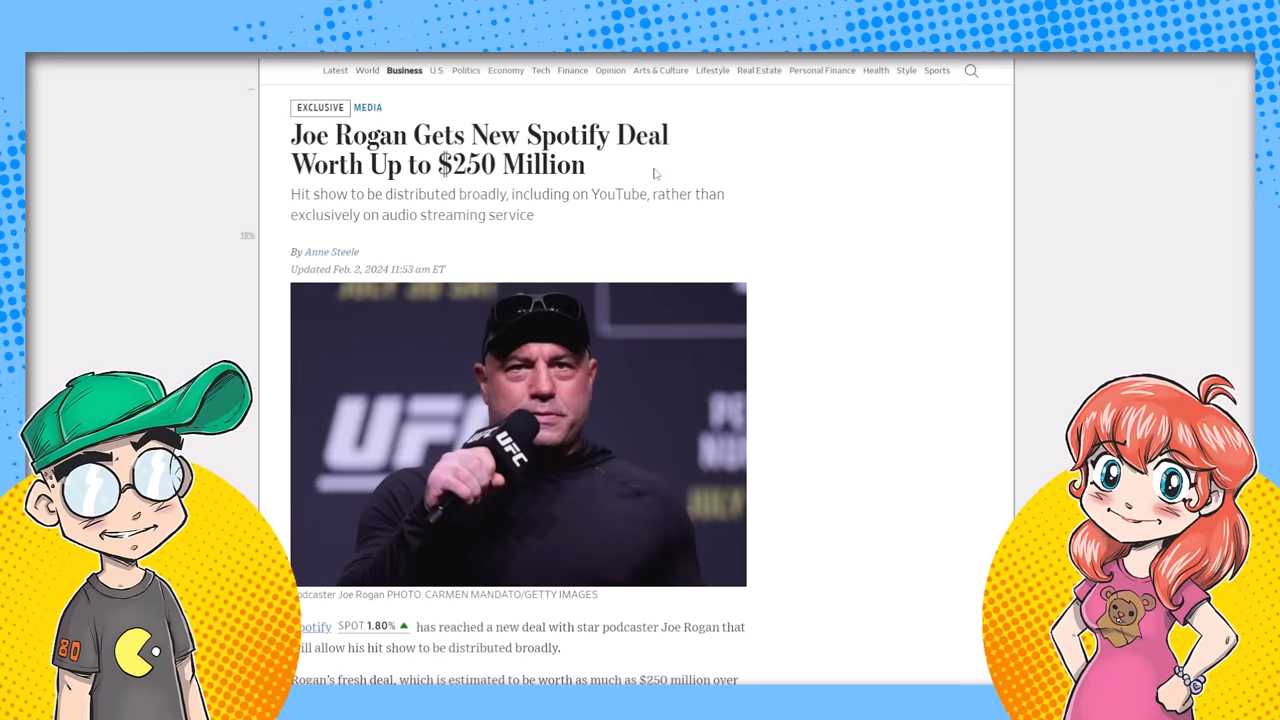 Latest World Business U.S. Politics Economy Tech Finance Opinion Arts & Culture Lifestyle Real Estate Personal Finance Health Style Sports
EXCLUSIVE MEDIA
Joe Rogan Gets New Spotify Deal
Worth Up to $250 Million
Hit show to be distributed broadly, including on YouTube, rather than
exclusively on audio streaming service
10%
By Anne Steele
Updated Feb. 2, 2024 11:53 am ET
UFC
UFC
odcaster Joe Rogan PHOTO: CARMEN MANDATO/GETTY IMAGES
potify SPOT 1.80% ▲ has reached a new deal with star podcaster Joe Rogan that
ill allow his hit show to be distributed broadly.
Rogan's fresh deal, which is estimated to be worth as much as $250 million over
80